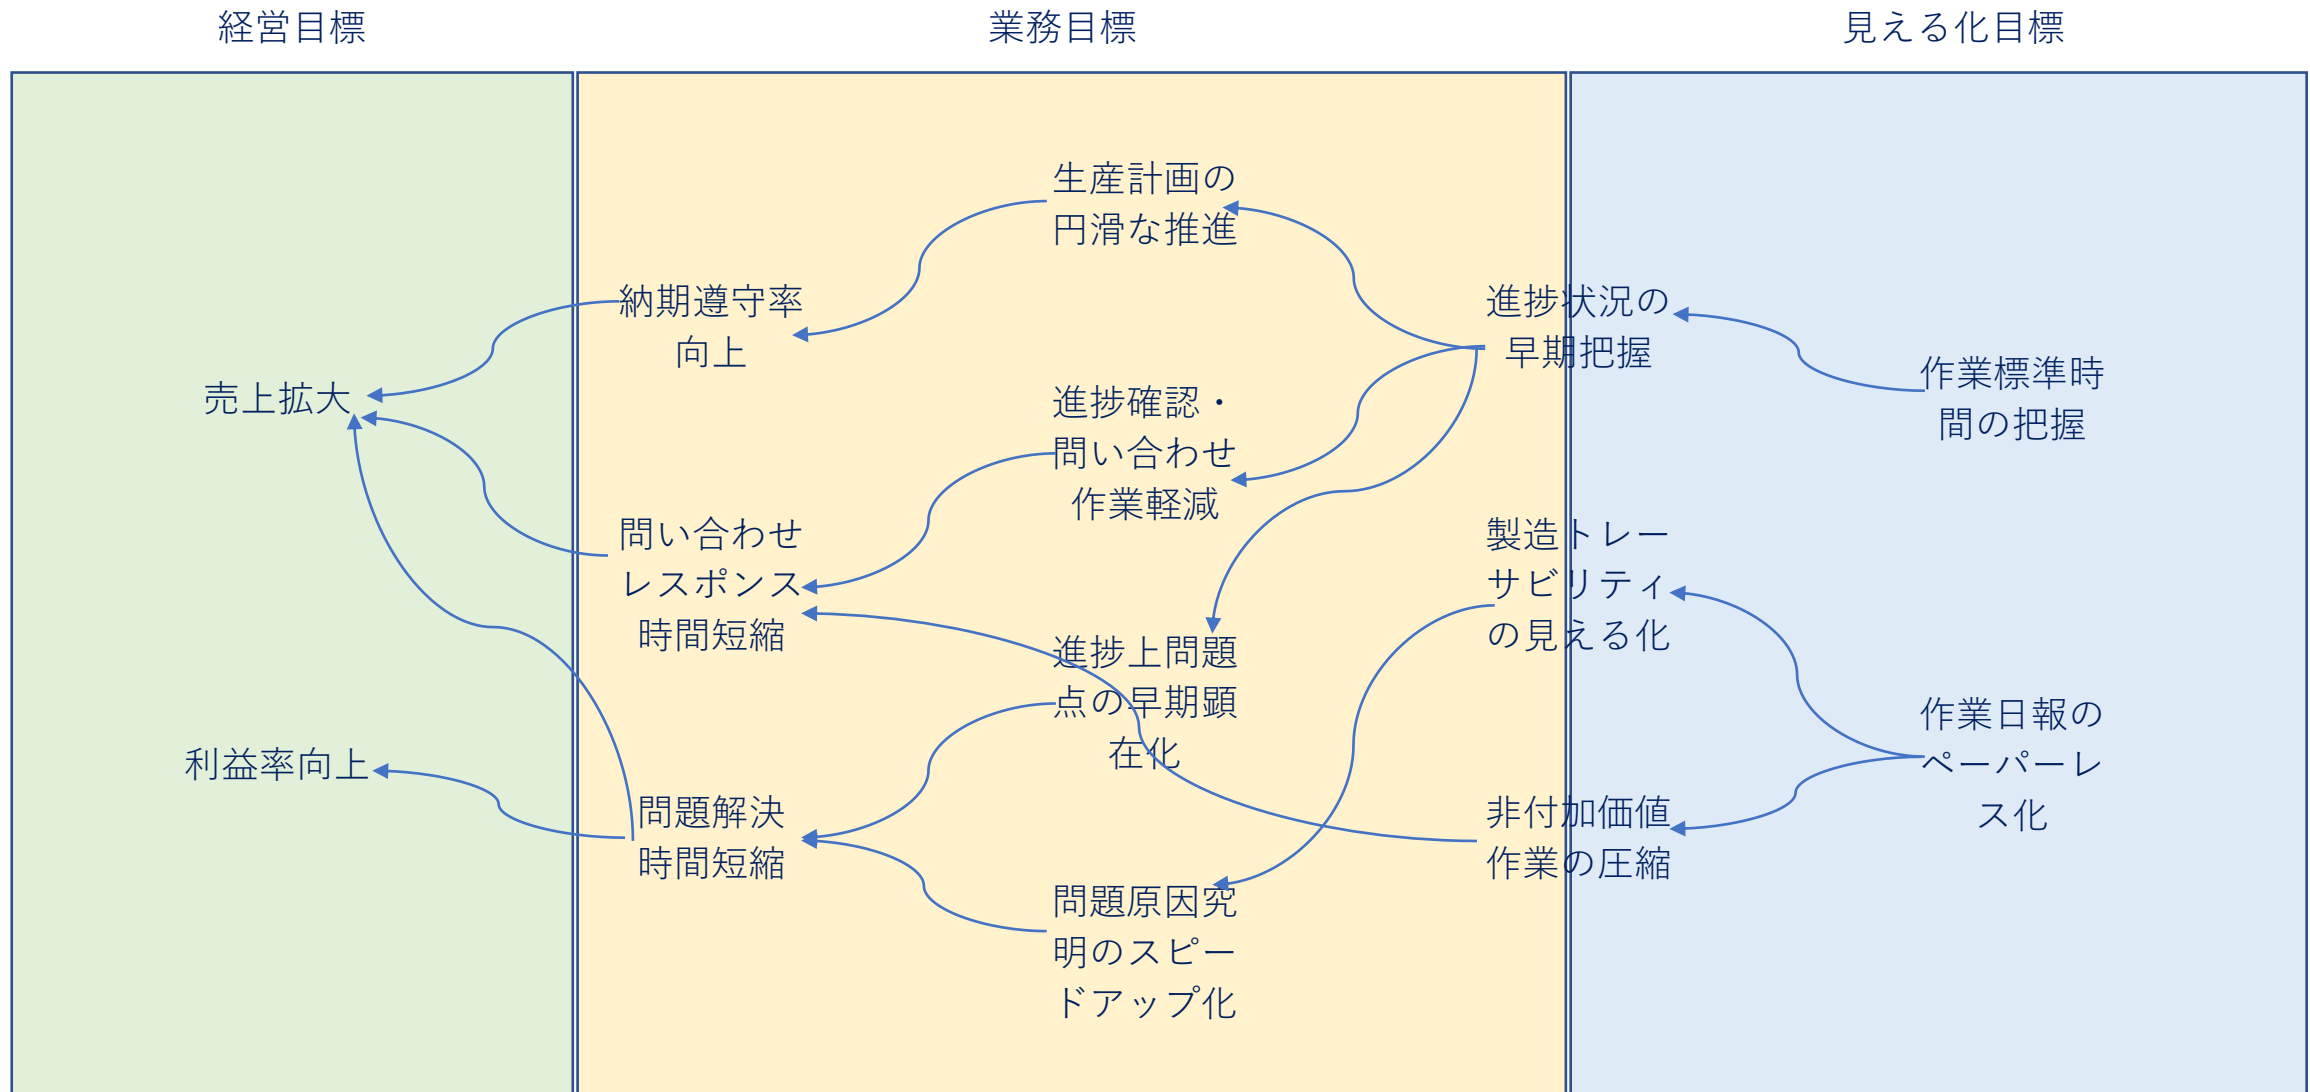 経営目標
業務目標
見える化目標
売上拡大
利益率向上
納期遵守率
向上
問い合わせ
レスポンス
時間短縮
問題解決
時間短縮
生産計画の
円滑な推進
進捗確認・
問い合わせ
作業軽減
進捗上問題
点の早期顕
在化
問題原因究
明のスピー
ドアップ化
進捗状況の
早期把握
製造トレー
サビリティ
の見える化
非付加価値
作業の圧縮
作業標準時
間の把握
作業日報の
ペーパーレ
ス化